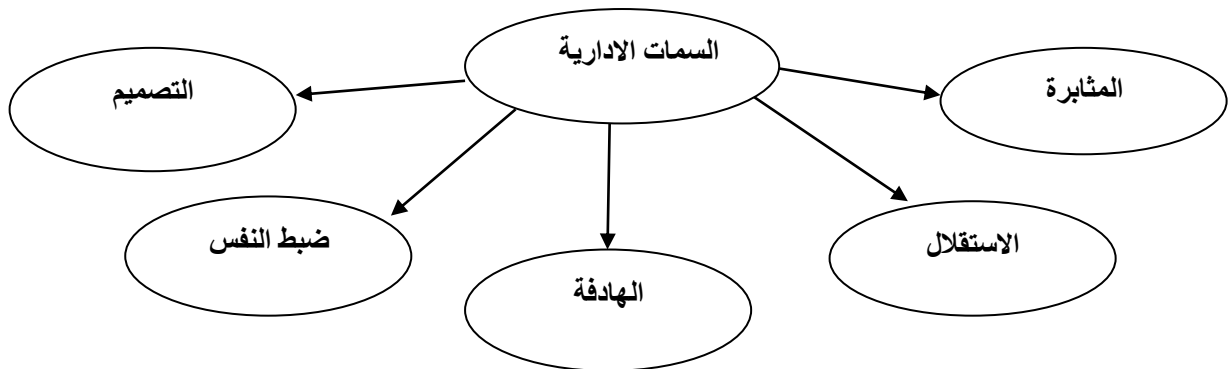 السمات الادارية
المثابرة
التصميم
الاستقلال
ضبط النفس
الهادفة